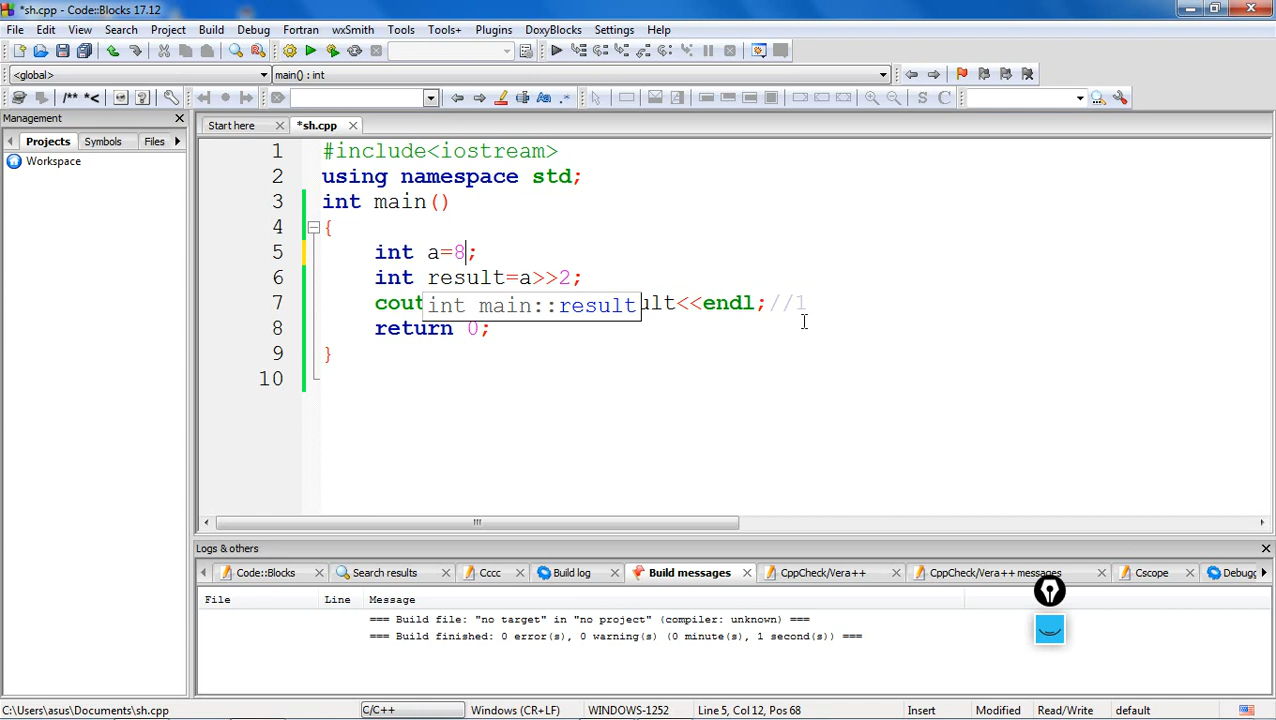 *sh.cpp - Code::Blocks 17.12
File Edit View Search Project Build Debug Fortran wxSmith Tools Tools+ Plugins DoxyBlocks Settings Help
<global> main() : int
/** *<
S C
Management
Projects Symbols Files
Workspace
Start here *sh.cpp
1 #include<iostream>
2 using namespace std;
3 int main()
4 {
5 int a=8;
6 int result=a>>2;
7 cout ult<<endl;//1
int main::result
8 return 0;
9 }
10
Logs & others
Code::Blocks Search results Cccc Build log Build messages CppCheck/Vera++ CppCheck/Vera++ messages Cscope Debugg
File Line Message
=== Build file: "no target" in "no project" (compiler: unknown) ===
=== Build finished: 0 error(s), 0 warning(s) (0 minute(s), 1 second(s)) ===
C:\Users\asus\Documents\sh.cpp C/C++ Windows (CR+LF) WINDOWS-1252 Line 5, Col 12, Pos 68 Insert Modified Read/Write default